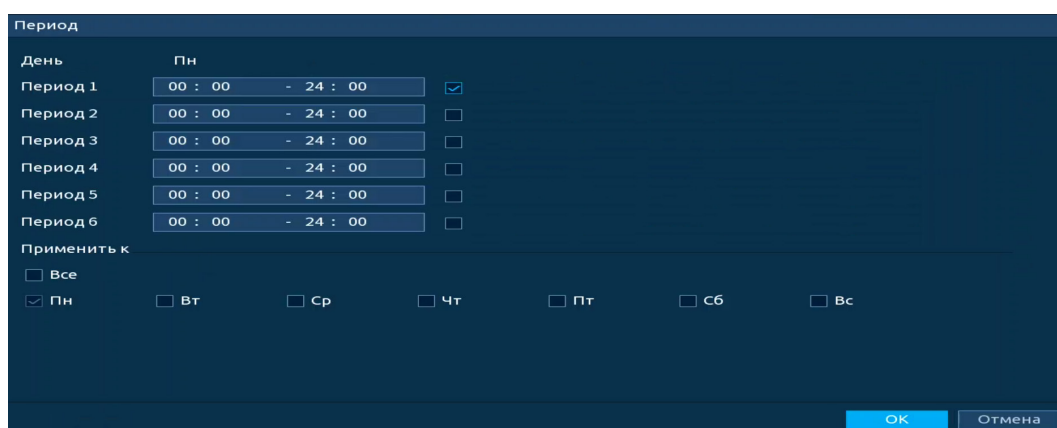 Период
День Пн
Период 1 00 : 00 - 24 : 00
Период 2 00 : 00 - 24 : 00
Период 3 00 : 00 - 24 : 00
Период 4 00 : 00 - 24 : 00
Период 5 00 : 00 - 24 : 00
Период 6 00 : 00 - 24 : 00
Применить к
Все
Пн Вт Ср Чт Пт Сб Вс
OK Отмена